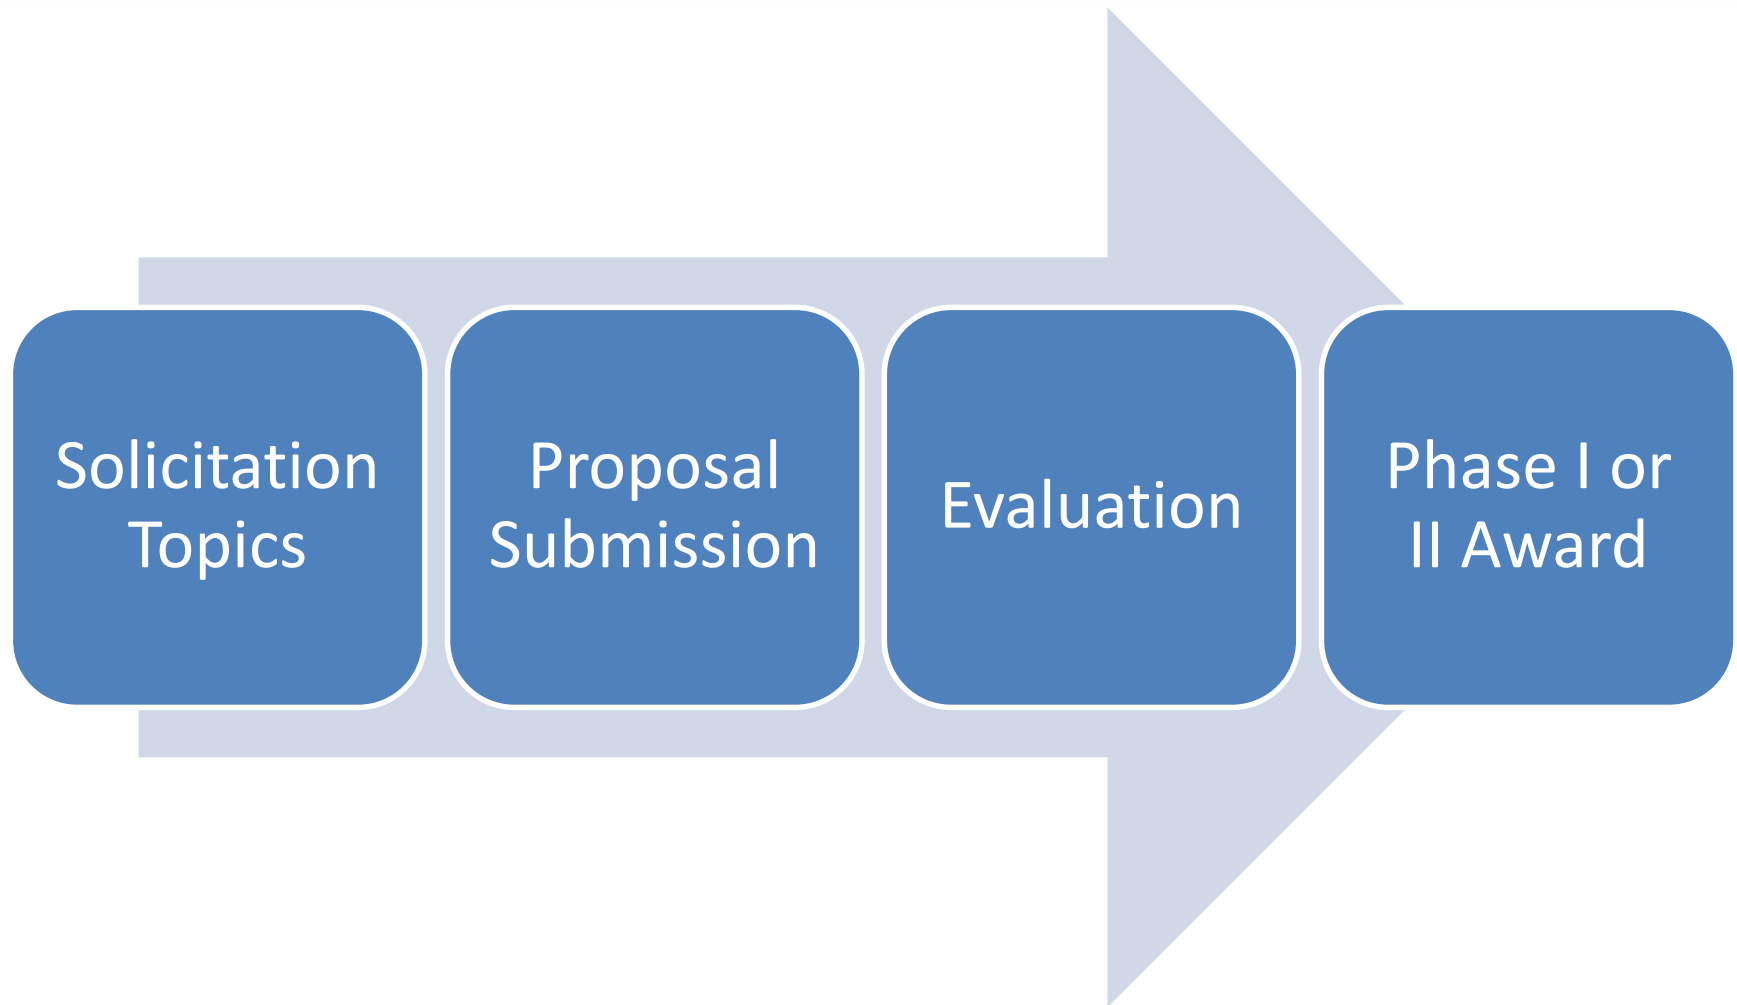 Solicitation
Topics
Proposal
Submission
Evaluation
Phase I or
II Award